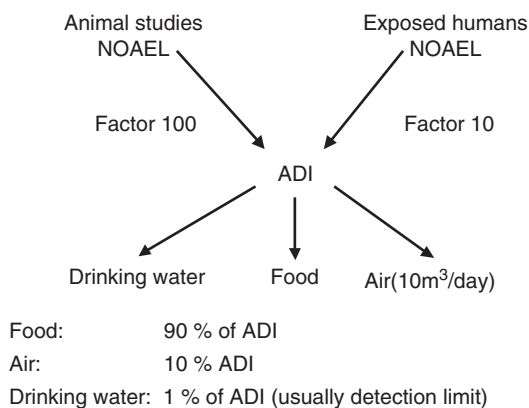 Animal studies
NOAEL
Exposed humans
NOAEL
Factor 100
Factor 10
ADI
Drinking water
Food
Air(10m³/day)
Food: 90 % of ADI
Air: 10 % ADI
Drinking water: 1 % of ADI (usually detection limit)